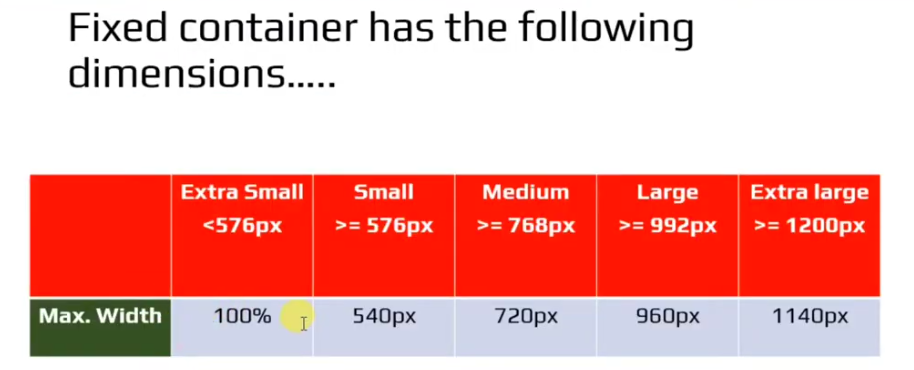 Fixed container has the following
dimensions.....
Extra Small Small Medium Large Extra large
<576px >= 576px >= 768px >= 992px >= 1200px
Max. Width 100% 540px 720px 960px 1140px